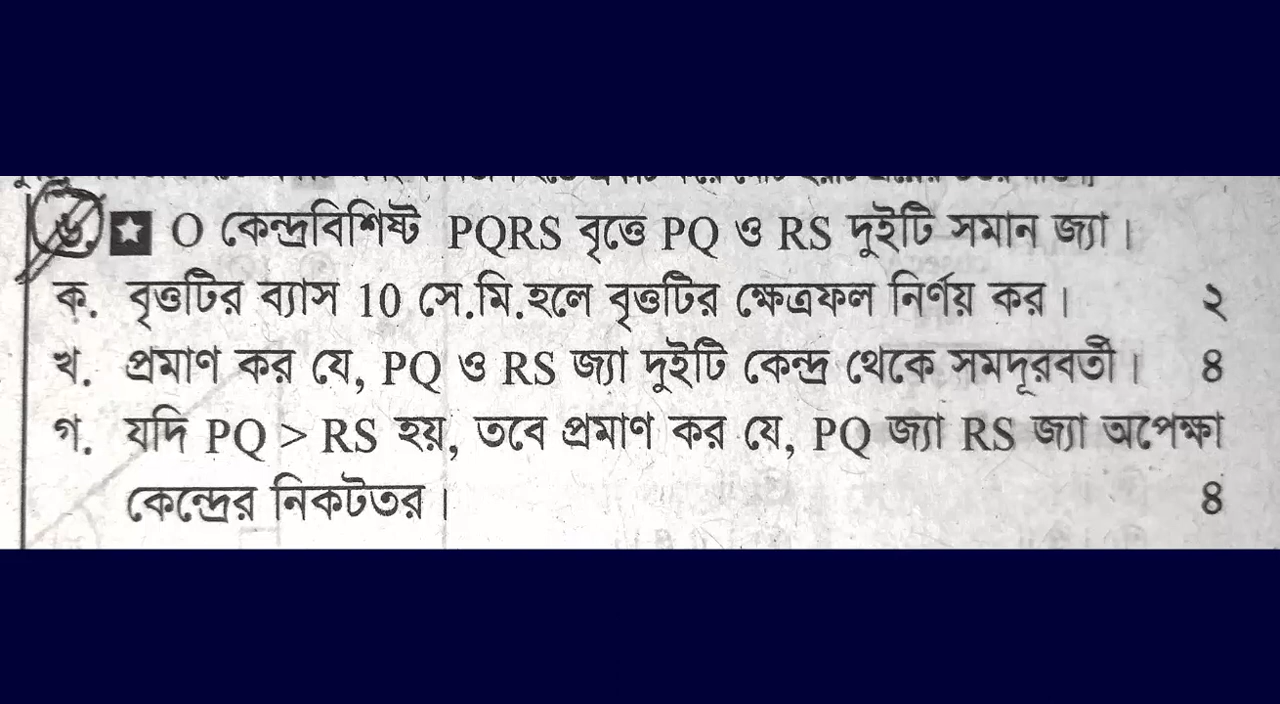 ৬. ★ O কেন্দ্রবিশিষ্ট PQRS বৃত্তে PQ ও RS দুইটি সমান জ্যা।
ক. বৃত্তটির ব্যাস 10 সে.মি. হলে বৃত্তটির ক্ষেত্রফল নির্ণয় কর। ২
খ. প্রমাণ কর যে, PQ ও RS জ্যা দুইটি কেন্দ্র থেকে সমদূরবর্তী। ৪
গ. যদি PQ > RS হয়, তবে প্রমাণ কর যে, PQ জ্যা RS জ্যা অপেক্ষা
কেন্দ্রের নিকটতর। ৪